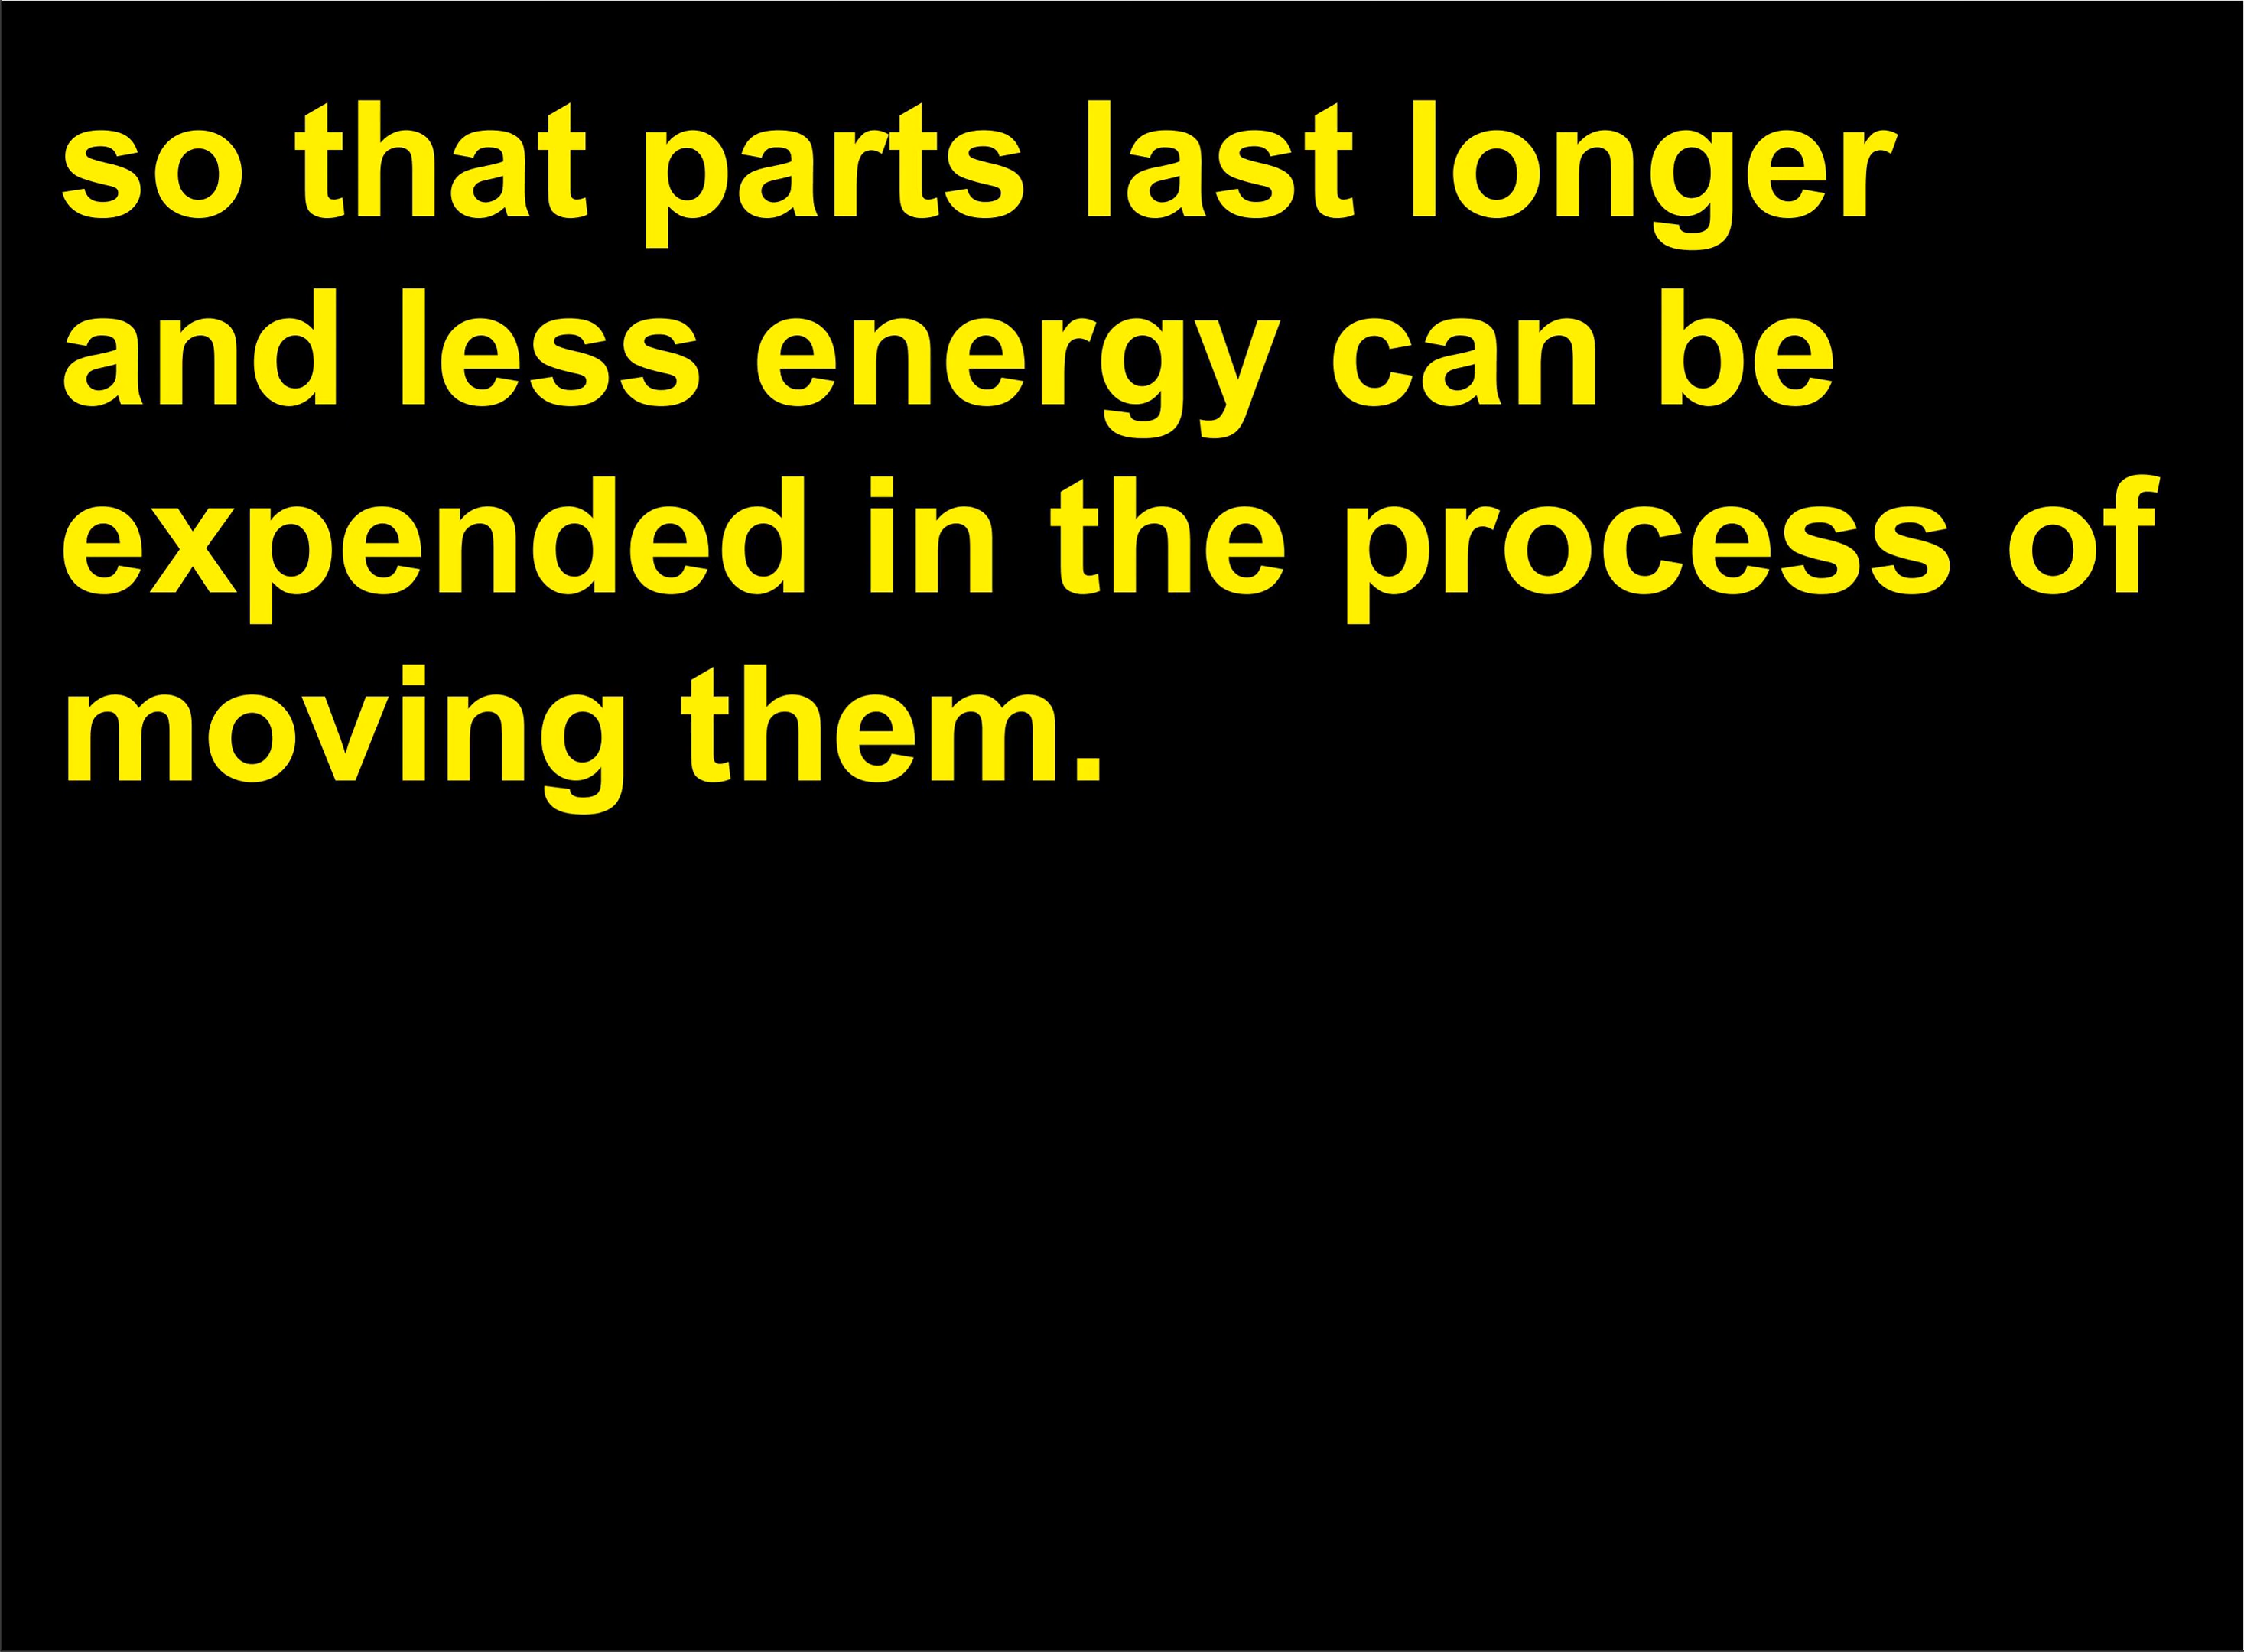 so that parts last longer
and less energy can be
expended in the process of
moving them.